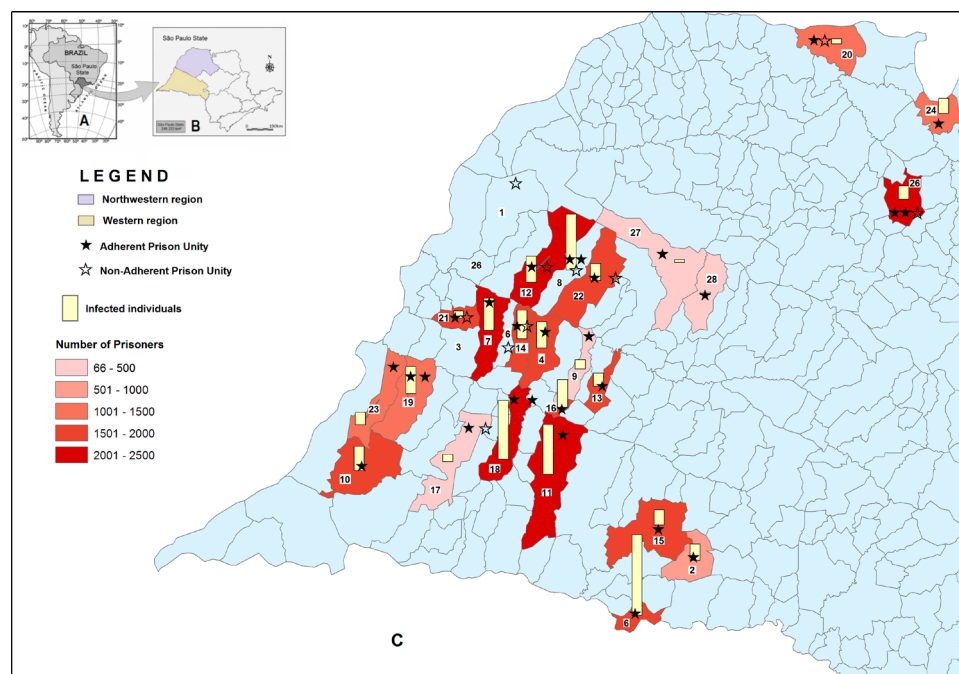 São Paulo State
BRAZIL
São Paulo
State
A
N
B
100Km
LEGEND
Northwestern region
Western region
Adherent Prison Unity
Non-Adherent Prison Unity
Infected individuals
Number of Prisoners
66 - 500
501 - 1000
1001 - 1500
1501 - 2000
2001 - 2500
20
24
26
1
27
26
8
28
12
22
21
3
7
6
14
4
9
13
16
23
19
10
17
18
11
15
2
6
C